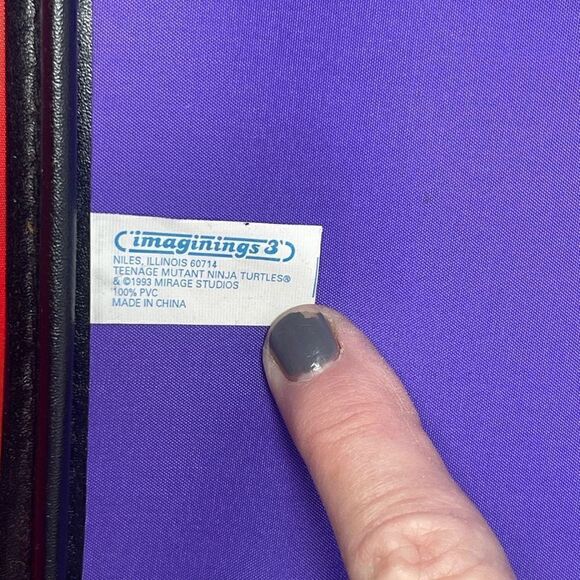 imaginings 3
NILES, ILLINOIS 60714
TEENAGE MUTANT NINJA TURTLES®
& ©1993 MIRAGE STUDIOS
100% PVC
MADE IN CHINA